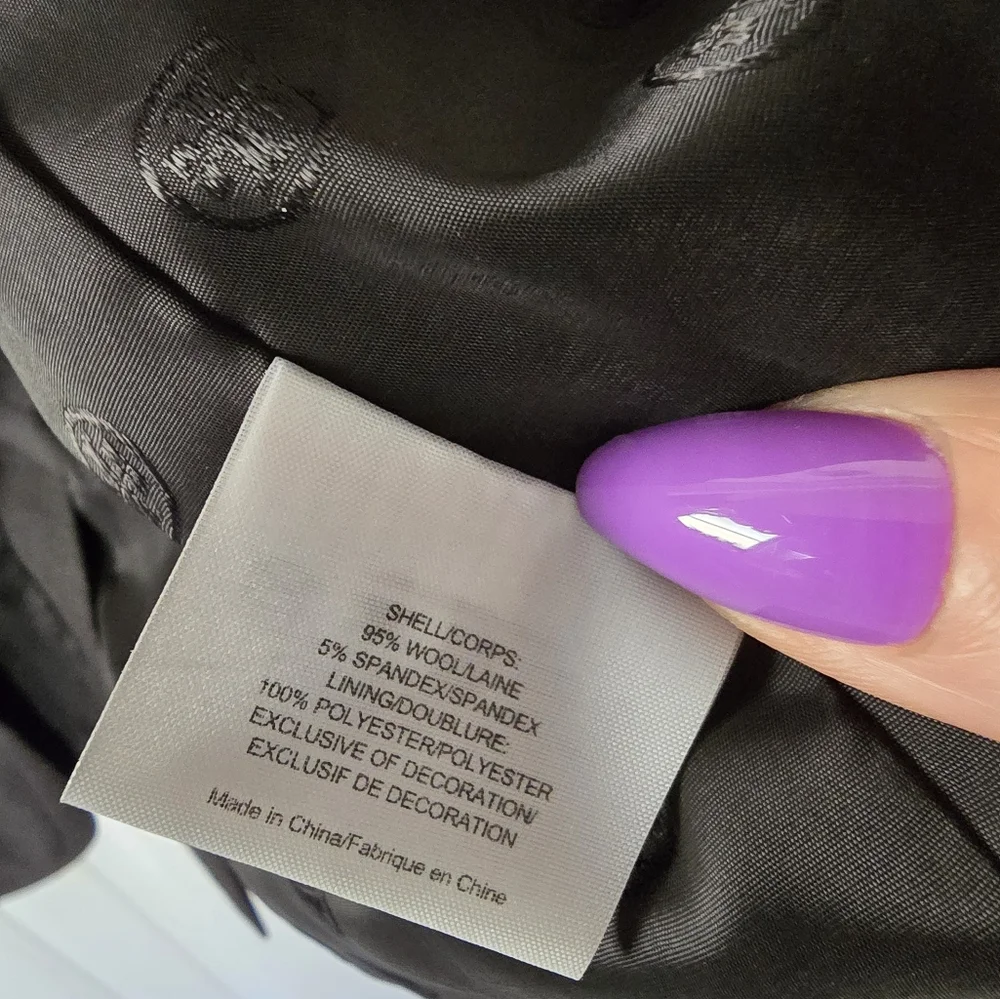 SHELL/CORPS:
95% WOOL/LAINE
5% SPANDEX/SPANDEX
LINING/DOUBLURE:
100% POLYESTER/POLYESTER
EXCLUSIVE OF DECORATION/
EXCLUSIF DE DECORATION
Made in China/Fabrique en Chine